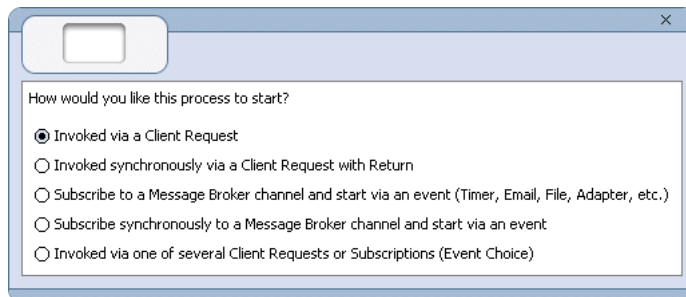 How would you like this process to start?
Invoked via a Client Request
Invoked synchronously via a Client Request with Return
Subscribe to a Message Broker channel and start via an event (Timer, Email, File, Adapter, etc.)
Subscribe synchronously to a Message Broker channel and start via an event
Invoked via one of several Client Requests or Subscriptions (Event Choice)